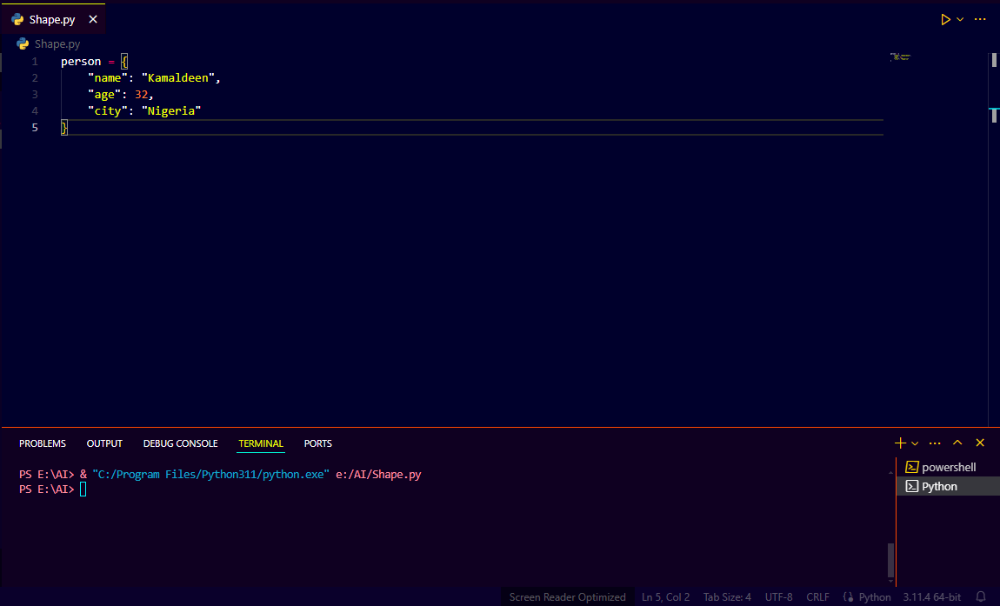 Shape.py
Shape.py
1 person = {
2 "name": "Kamaldeen",
3 "age": 32,
4 "city": "Nigeria"
5 }
PROBLEMS OUTPUT DEBUG CONSOLE TERMINAL PORTS
PS E:\AI> & "C:/Program Files/Python311/python.exe" e:/AI/Shape.py
PS E:\AI>
powershell
Python
Screen Reader Optimized Ln 5, Col 2 Tab Size: 4 UTF-8 CRLF Python 3.11.4 64-bit